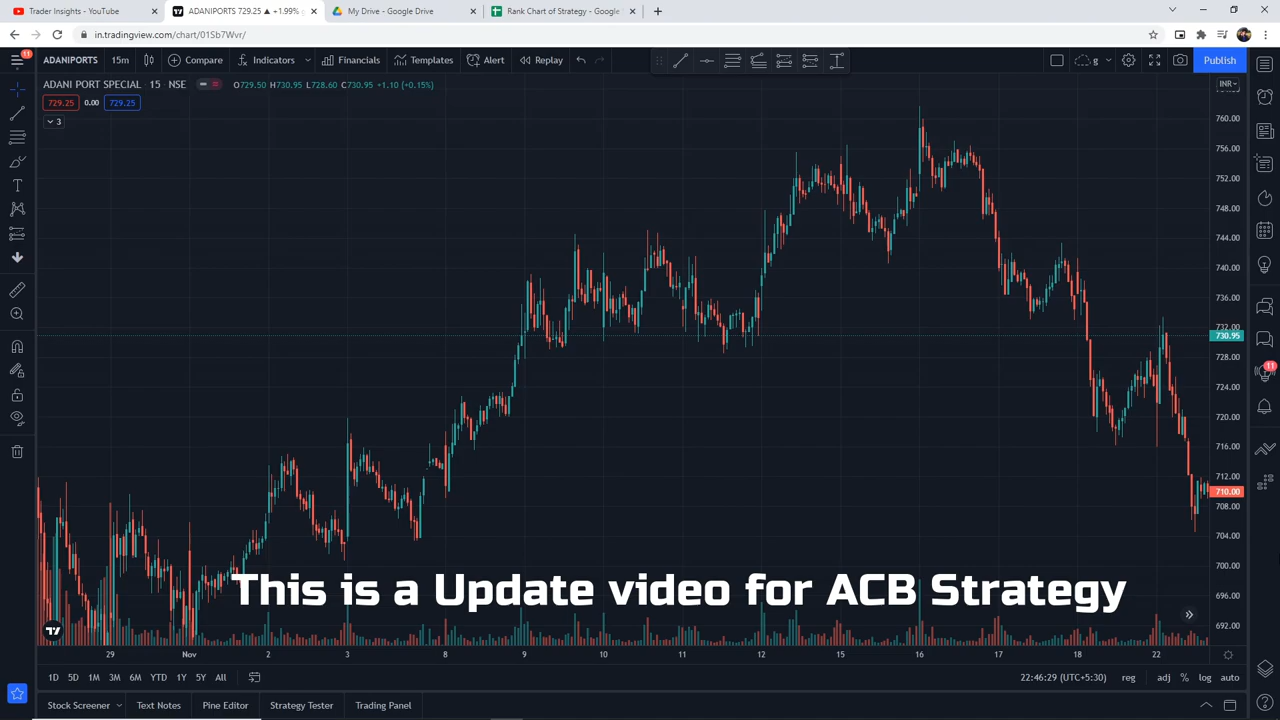 Trader Insights - YouTube
ADANIPORTS 729.25 ▲ +1.99%
My Drive - Google Drive
Rank Chart of Strategy - Google
in.tradingview.com/chart/01Sb7Wvr/
11
ADANIPORTS 15m Compare Indicators Financials Templates Alert Replay g Publish
ADANI PORT SPECIAL 15 · NSE O729.50 H730.95 L728.60 C730.95 +1.10 (+0.15%)
INR
729.25 0.00 729.25
3
760.00
756.00
752.00
748.00
744.00
740.00
736.00
732.00
730.95
728.00
724.00
720.00
716.00
712.00
710.00
708.00
704.00
700.00
696.00
692.00
11
This is a Update video for ACB Strategy
29 Nov 2 3 8 9 10 11 12 15 16 17 18 22
1D 5D 1M 3M 6M YTD 1Y 5Y All 22:46:29 (UTC+5:30) reg adj % log auto
Stock Screener Text Notes Pine Editor Strategy Tester Trading Panel